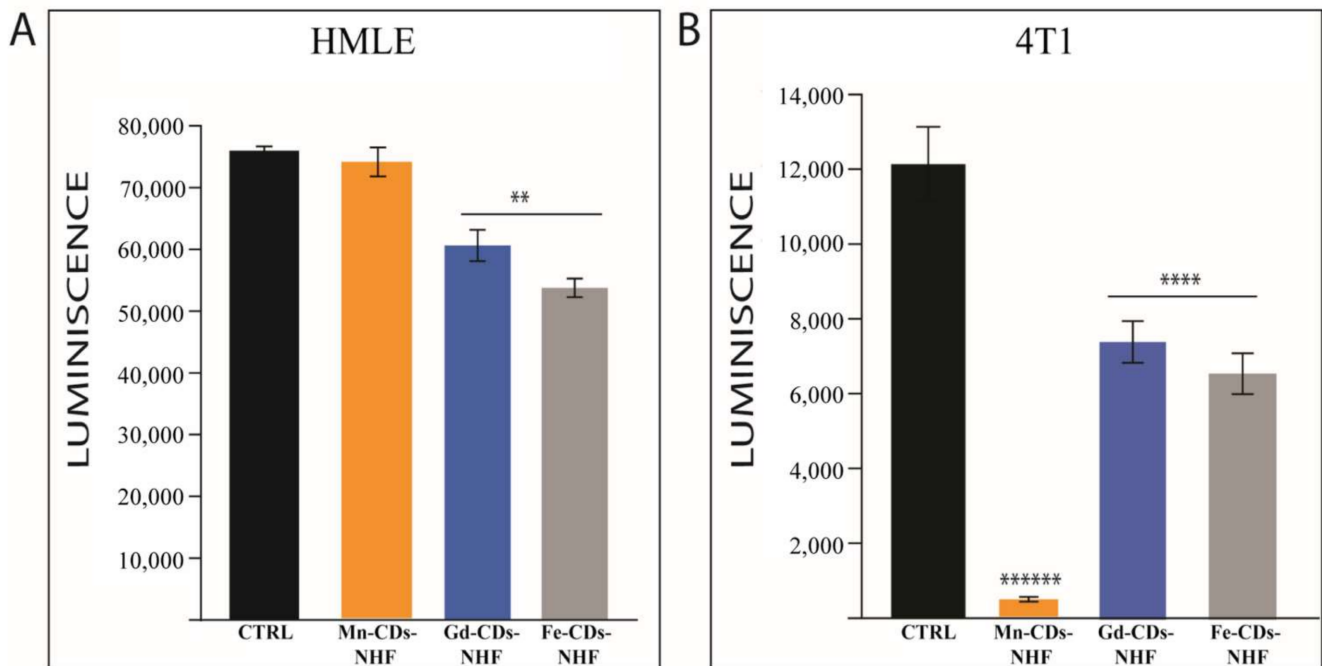 A
HMLE
LUMINISCENCE
80,000
70,000
60,000
50,000
40,000
30,000
20,000
10,000
**
CTRL
Mn-CDs-
NHF
Gd-CDs-
NHF
Fe-CDs-
NHF
B
4T1
LUMINISCENCE
14,000
12,000
10,000
8,000
6,000
4,000
2,000
******
****
CTRL
Mn-CDs-
NHF
Gd-CDs-
NHF
Fe-CDs-
NHF